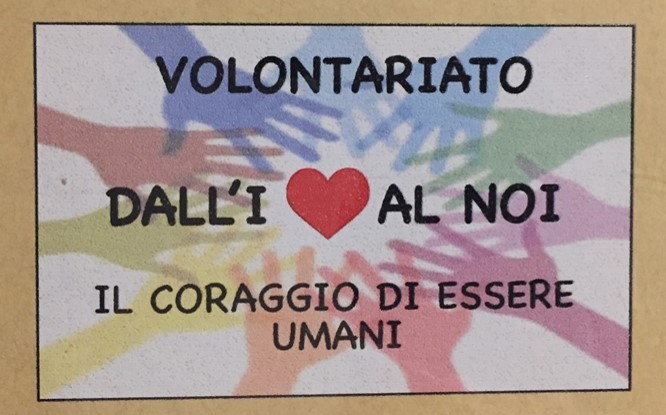 VOLONTARIATO
DALL'I ❤ AL NOI
IL CORAGGIO DI ESSERE
UMANI